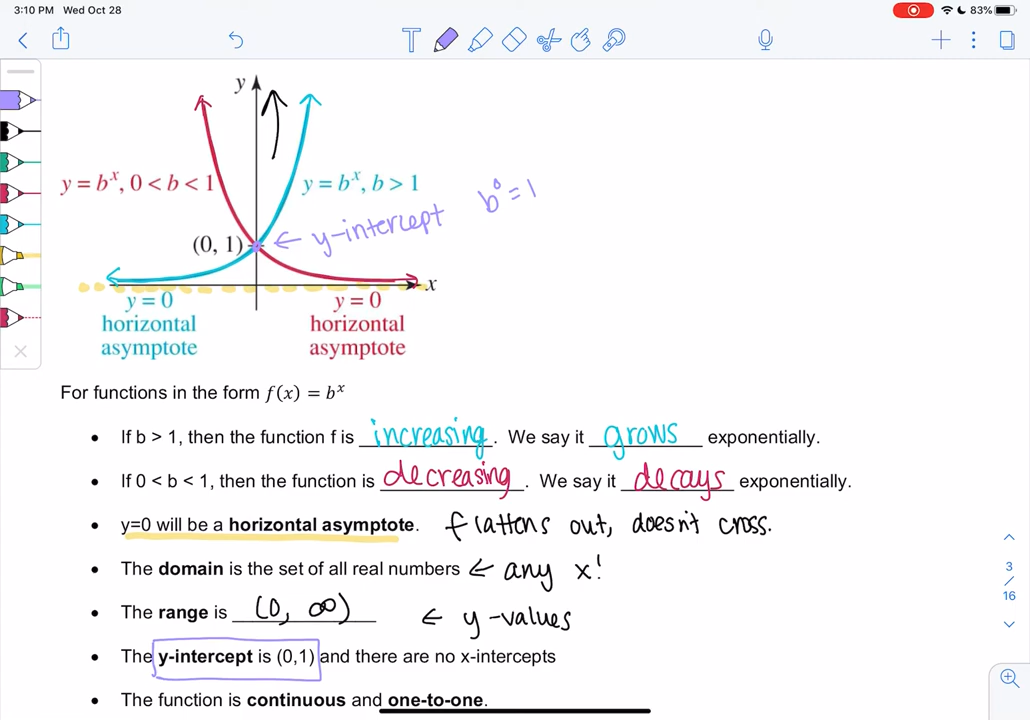 3:10 PM Wed Oct 28
83%
T
y
y = bˣ, 0 < b < 1
y = bˣ, b > 1
b⁰ = 1
(0, 1)
← y-intercept
x
y = 0
horizontal
asymptote
y = 0
horizontal
asymptote
For functions in the form f(x) = bˣ
• If b > 1, then the function f is increasing. We say it grows exponentially.
• If 0 < b < 1, then the function is decreasing. We say it decays exponentially.
• y=0 will be a horizontal asymptote. flattens out, doesn't cross.
• The domain is the set of all real numbers ← any x!
• The range is (0, ∞) ← y-values
• The y-intercept is (0,1) and there are no x-intercepts
• The function is continuous and one-to-one.
3
/
16